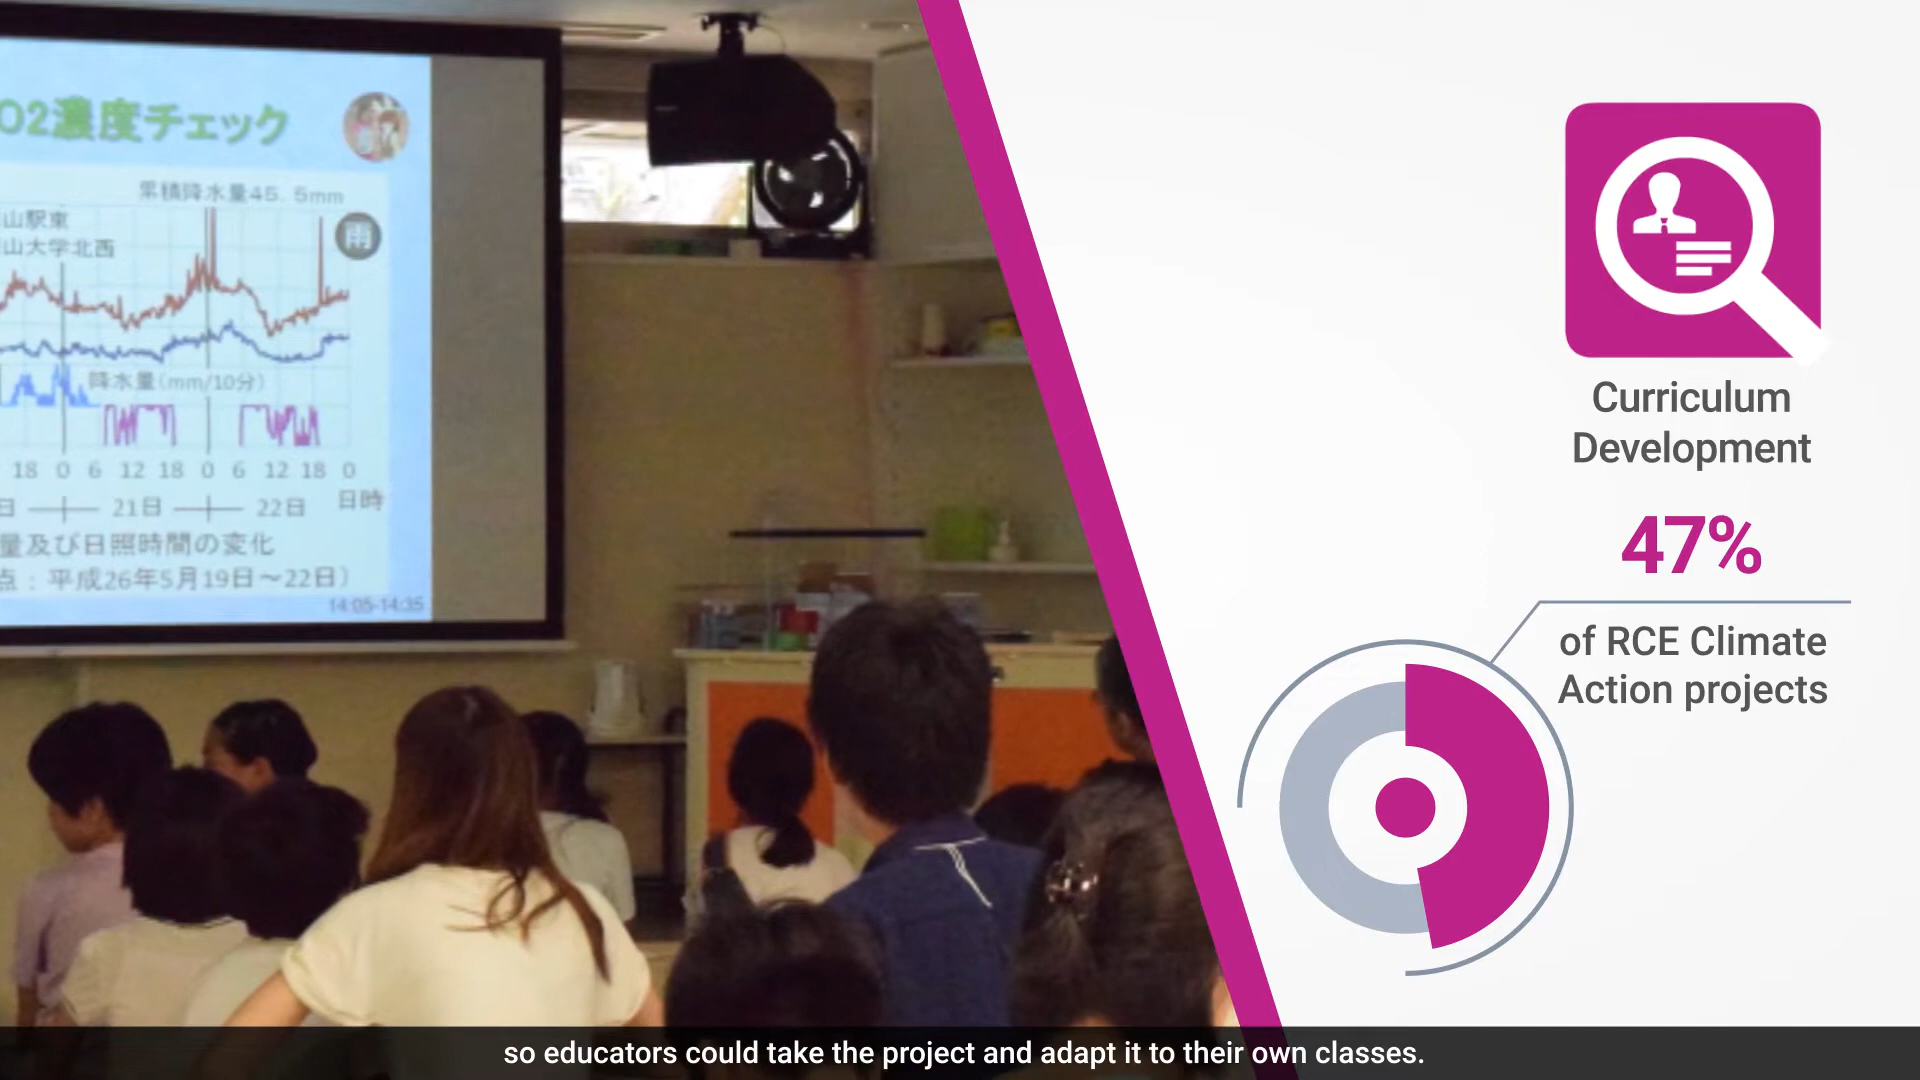 O2濃度チェック
累積降水量45.5mm
山駅東
山大学北西
雨
降水量(mm/10分)
18 0 6 12 18 0 6 12 18 0
日 21日 22日 日時
量及び日照時間の変化
点：平成26年5月19日～22日）
14:05-14:35
Curriculum
Development
47%
of RCE Climate
Action projects
so educators could take the project and adapt it to their own classes.